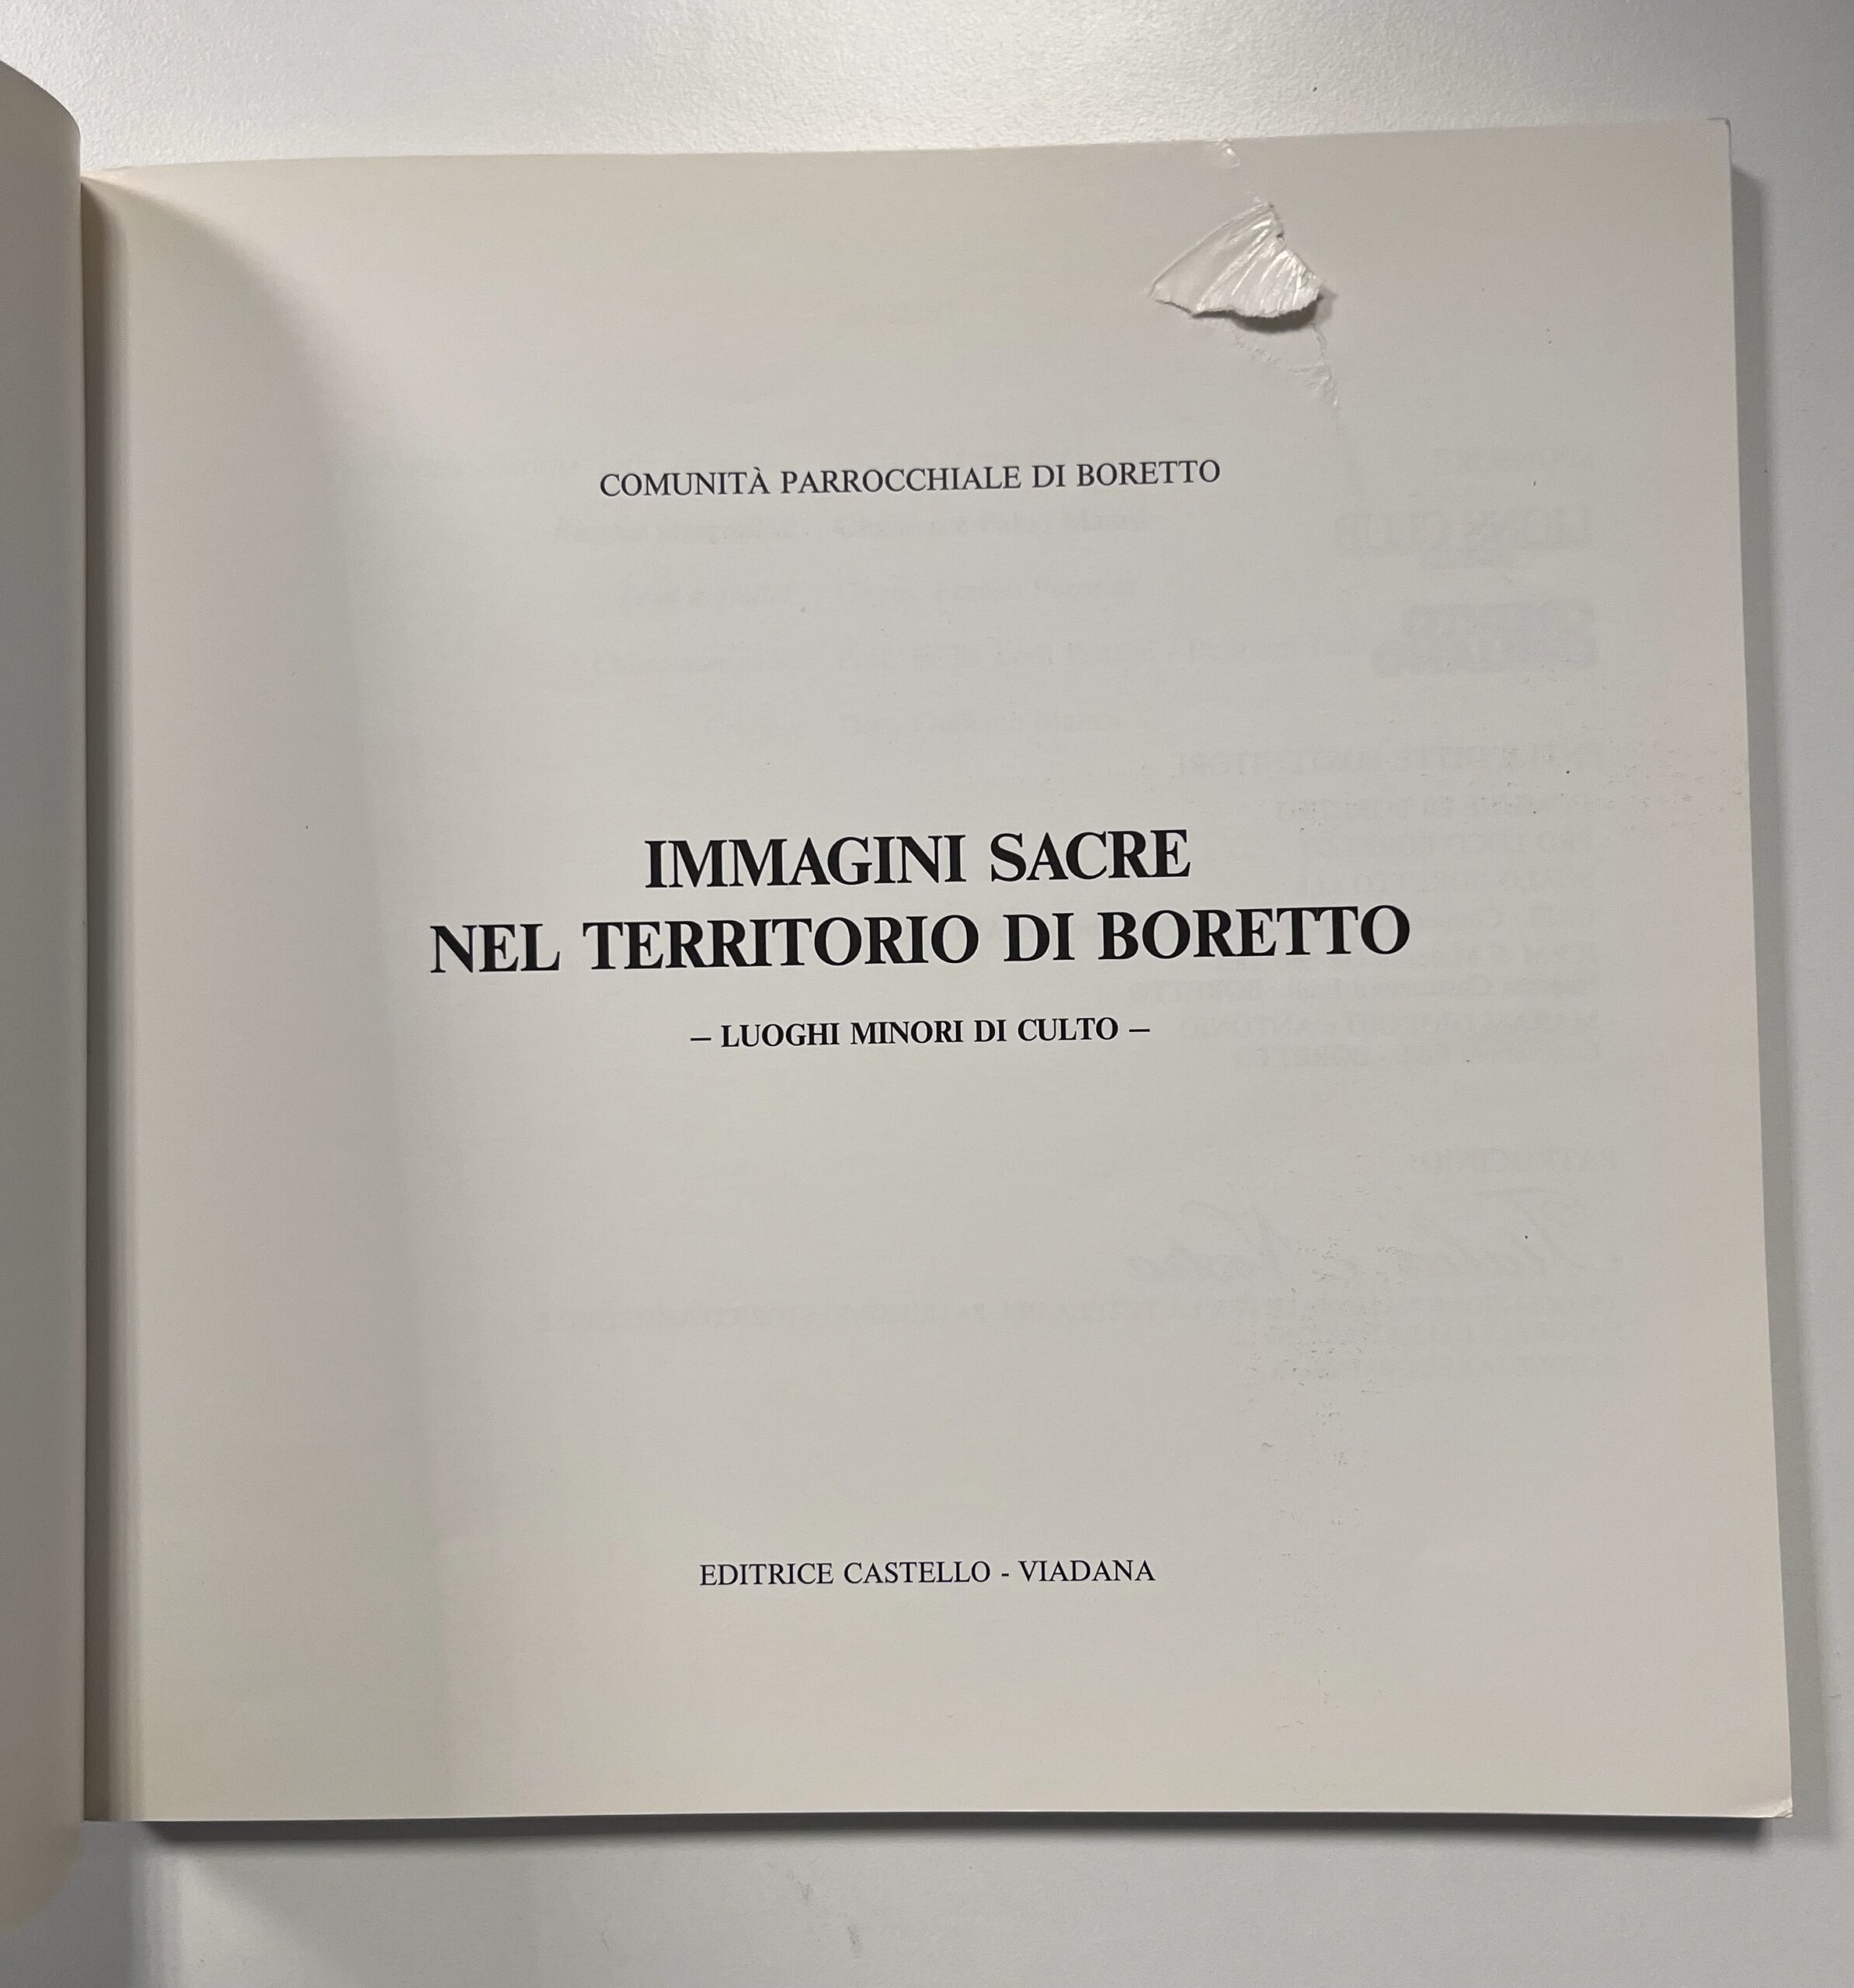 COMUNITÀ PARROCCHIALE DI BORETTO
IMMAGINI SACRE
NEL TERRITORIO DI BORETTO
– LUOGHI MINORI DI CULTO –
EDITRICE CASTELLO - VIADANA